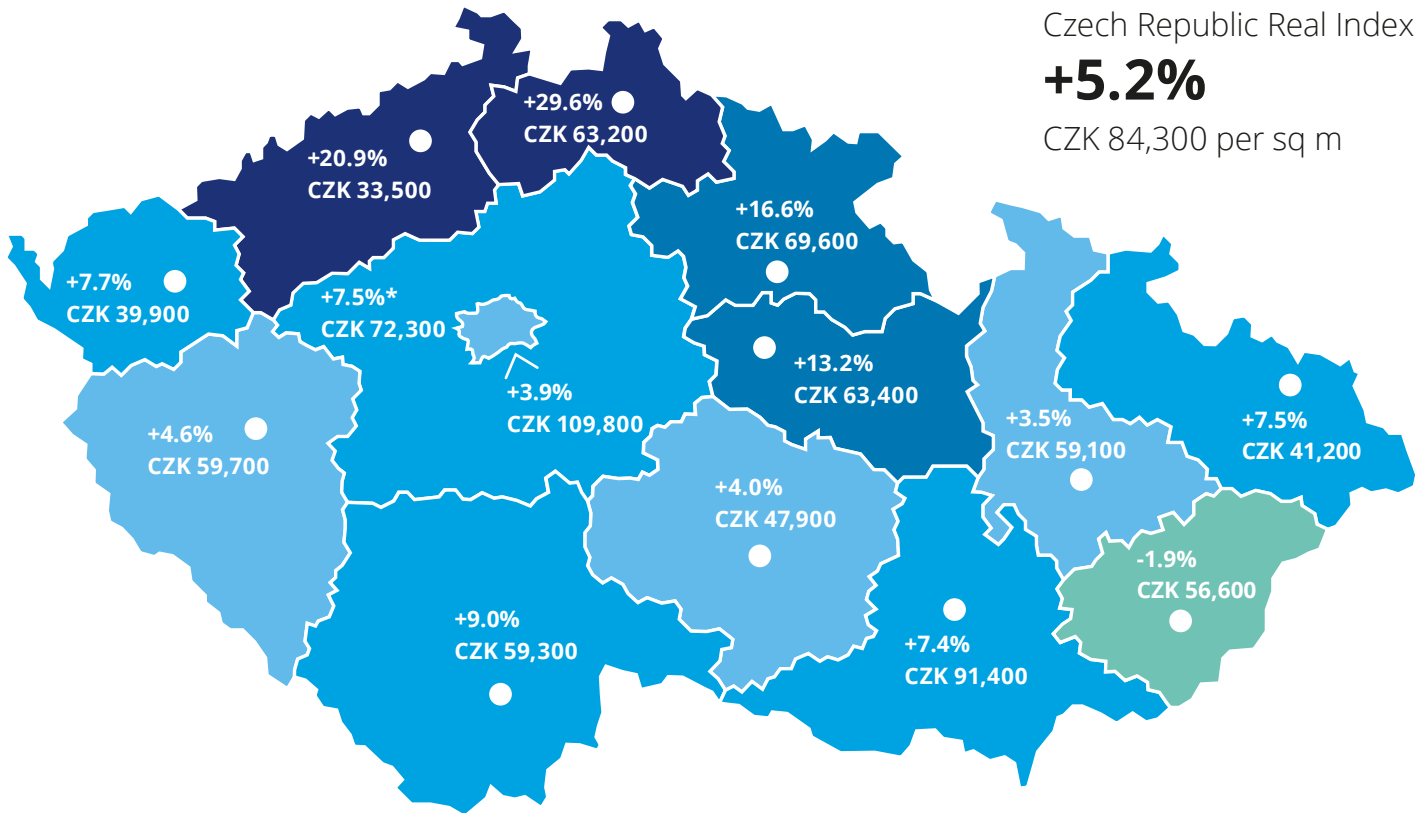 Czech Republic Real Index
+5.2%
CZK 84,300 per sq m
+29.6%
CZK 63,200
+20.9%
CZK 33,500
+16.6%
CZK 69,600
+7.7%
CZK 39,900
+7.5%*
CZK 72,300
+3.9%
CZK 109,800
+13.2%
CZK 63,400
+4.6%
CZK 59,700
+3.5%
CZK 59,100
+7.5%
CZK 41,200
+4.0%
CZK 47,900
-1.9%
CZK 56,600
+9.0%
CZK 59,300
+7.4%
CZK 91,400